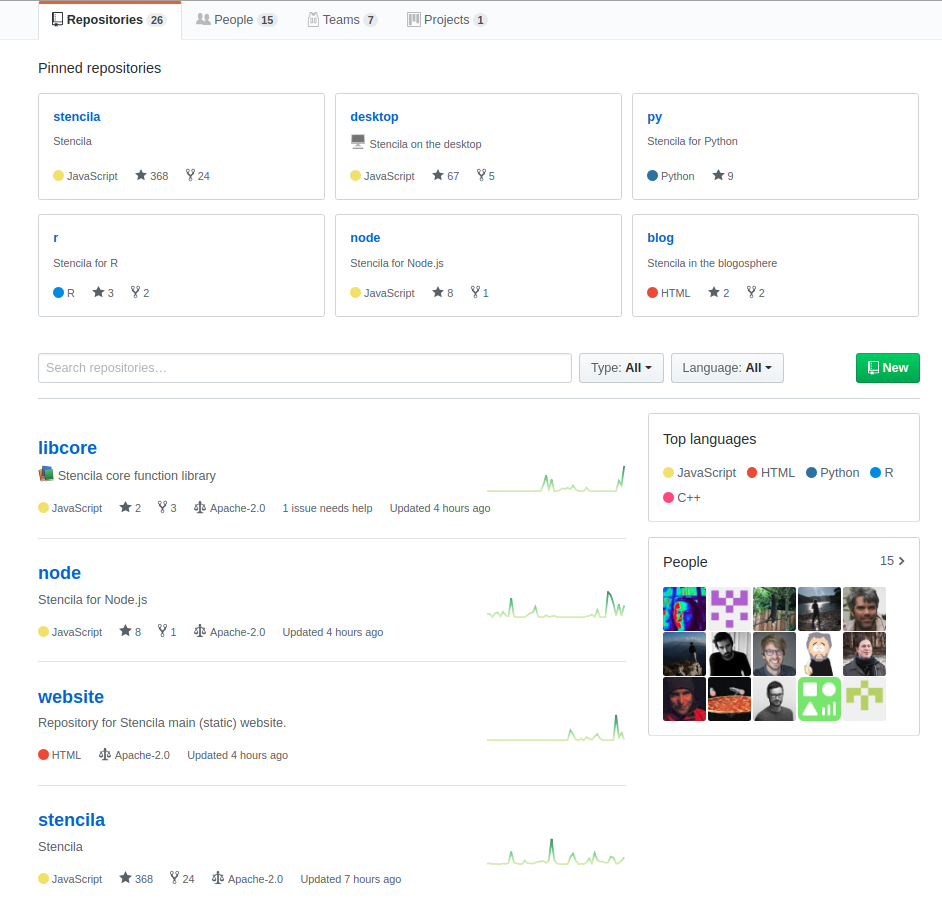 Repositories 26 People 15 Teams 7 Projects 1
Pinned repositories
stencila
Stencila
JavaScript 368 24
desktop
Stencila on the desktop
JavaScript 67 5
py
Stencila for Python
Python 9
r
Stencila for R
R 3 2
node
Stencila for Node.js
JavaScript 8 1
blog
Stencila in the blogosphere
HTML 2 2
Search repositories… Type: All Language: All New
libcore
Stencila core function library
JavaScript 2 3 Apache-2.0 1 issue needs help Updated 4 hours ago
node
Stencila for Node.js
JavaScript 8 1 Apache-2.0 Updated 4 hours ago
website
Repository for Stencila main (static) website.
HTML Apache-2.0 Updated 4 hours ago
stencila
Stencila
JavaScript 368 24 Apache-2.0 Updated 7 hours ago
Top languages
JavaScript HTML Python R
C++
People 15